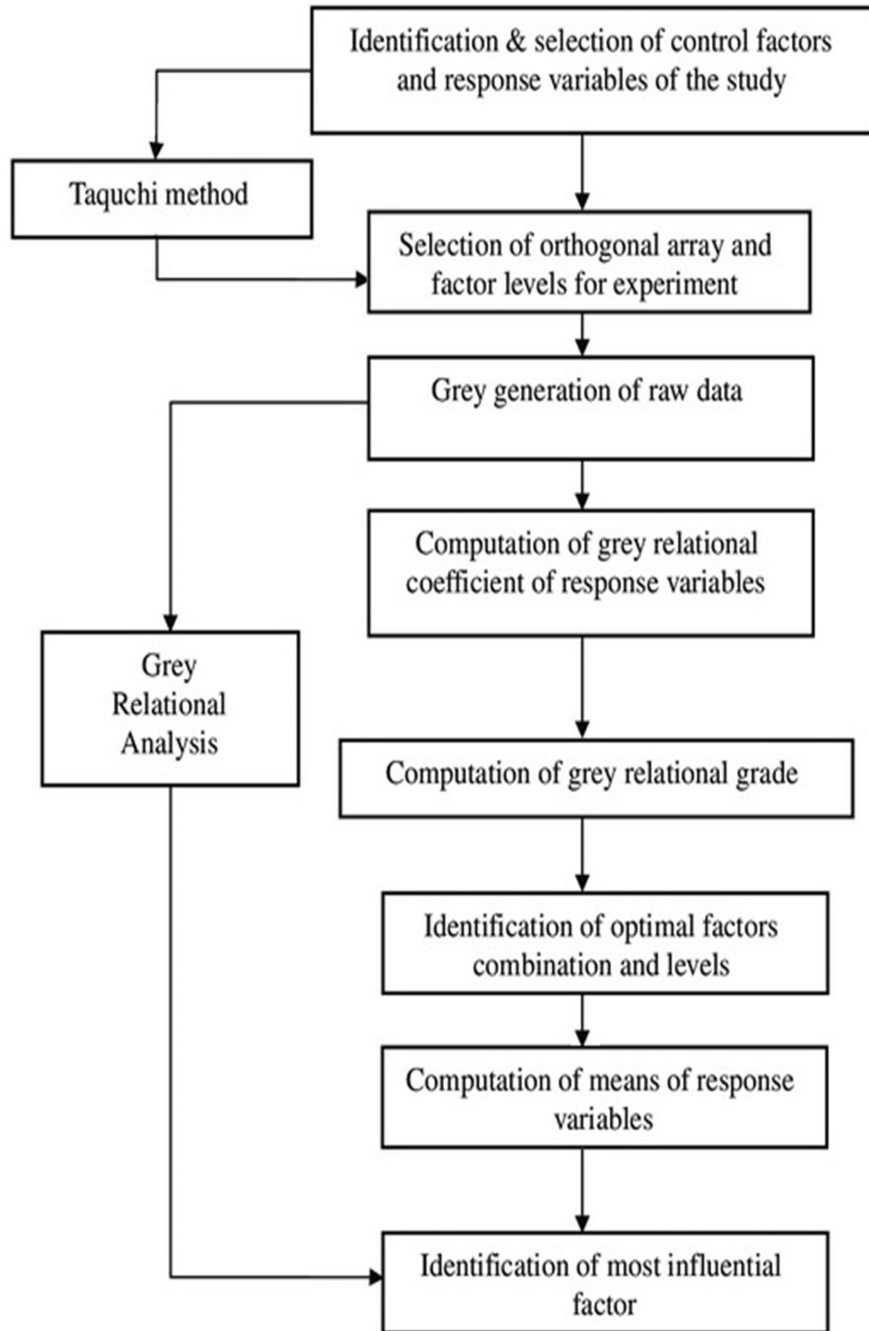 Identification & selection of control factors
and response variables of the study
Taquchi method
Selection of orthogonal array and
factor levels for experiment
Grey generation of raw data
Computation of grey relational
coefficient of response variables
Grey
Relational
Analysis
Computation of grey relational grade
Identification of optimal factors
combination and levels
Computation of means of response
variables
Identification of most influential
factor